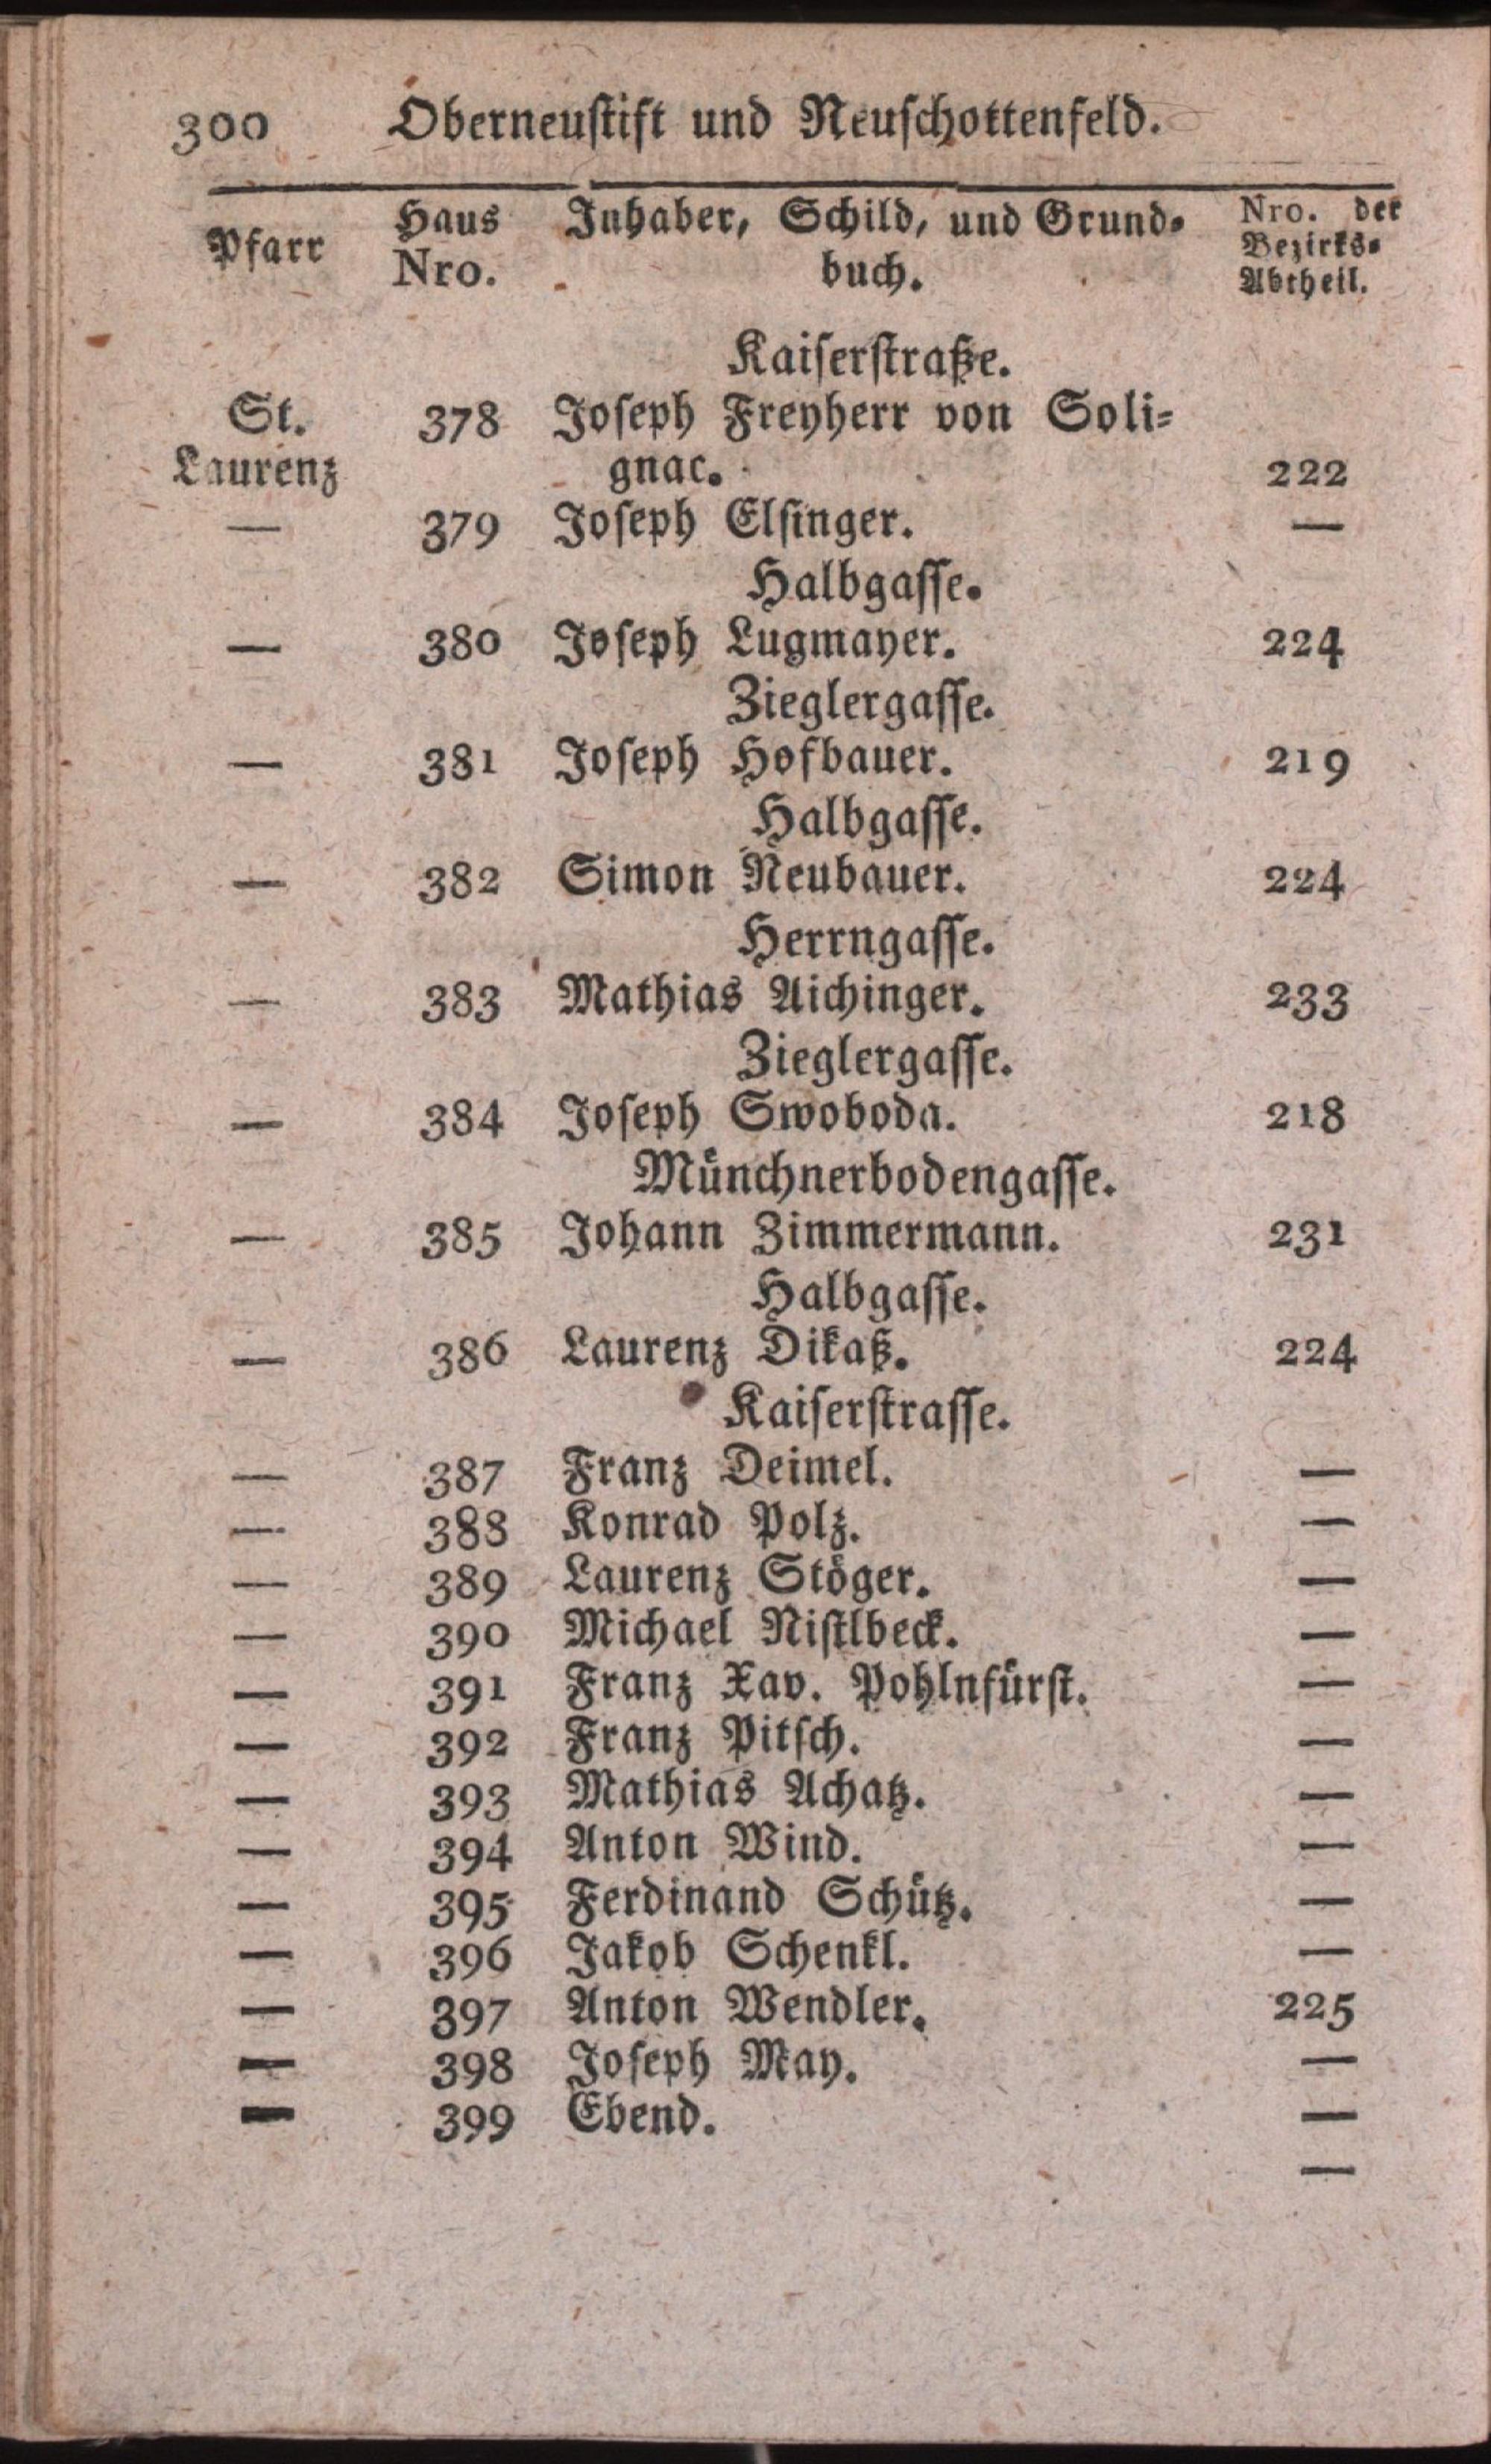 300 Oberneustift und Neuschottenfeld.
Pfarr Haus Nro. Inhaber, Schild, und Grund-buch. Nro. der Bezirks-Abtheil.
Kaiserstraße.
St. 378 Joseph Freyherr von Soli-
Laurenz gnac. 222
— 379 Joseph Elsinger. —
Halbgasse.
— 380 Joseph Lugmayer. 224
Zieglergasse.
— 381 Joseph Hofbauer. 219
Halbgasse.
— 382 Simon Neubauer. 224
Herrngasse.
— 383 Mathias Aichinger. 233
Zieglergasse.
— 384 Joseph Swoboda. 218
Münchnerbodengasse.
— 385 Johann Zimmermann. 231
Halbgasse.
— 386 Laurenz Dikaß. 224
Kaiserstrasse.
— 387 Franz Deimel. —
— 388 Konrad Polz. —
— 389 Laurenz Stöger. —
— 390 Michael Nistlbeck. —
— 391 Franz Xav. Pohlnfürst. —
— 392 Franz Pitsch. —
— 393 Mathias Achatz. —
— 394 Anton Wind. —
— 395 Ferdinand Schütz. —
— 396 Jakob Schenkl. —
— 397 Anton Wendler. 225
— 398 Joseph May. —
— 399 Ebend. —
—